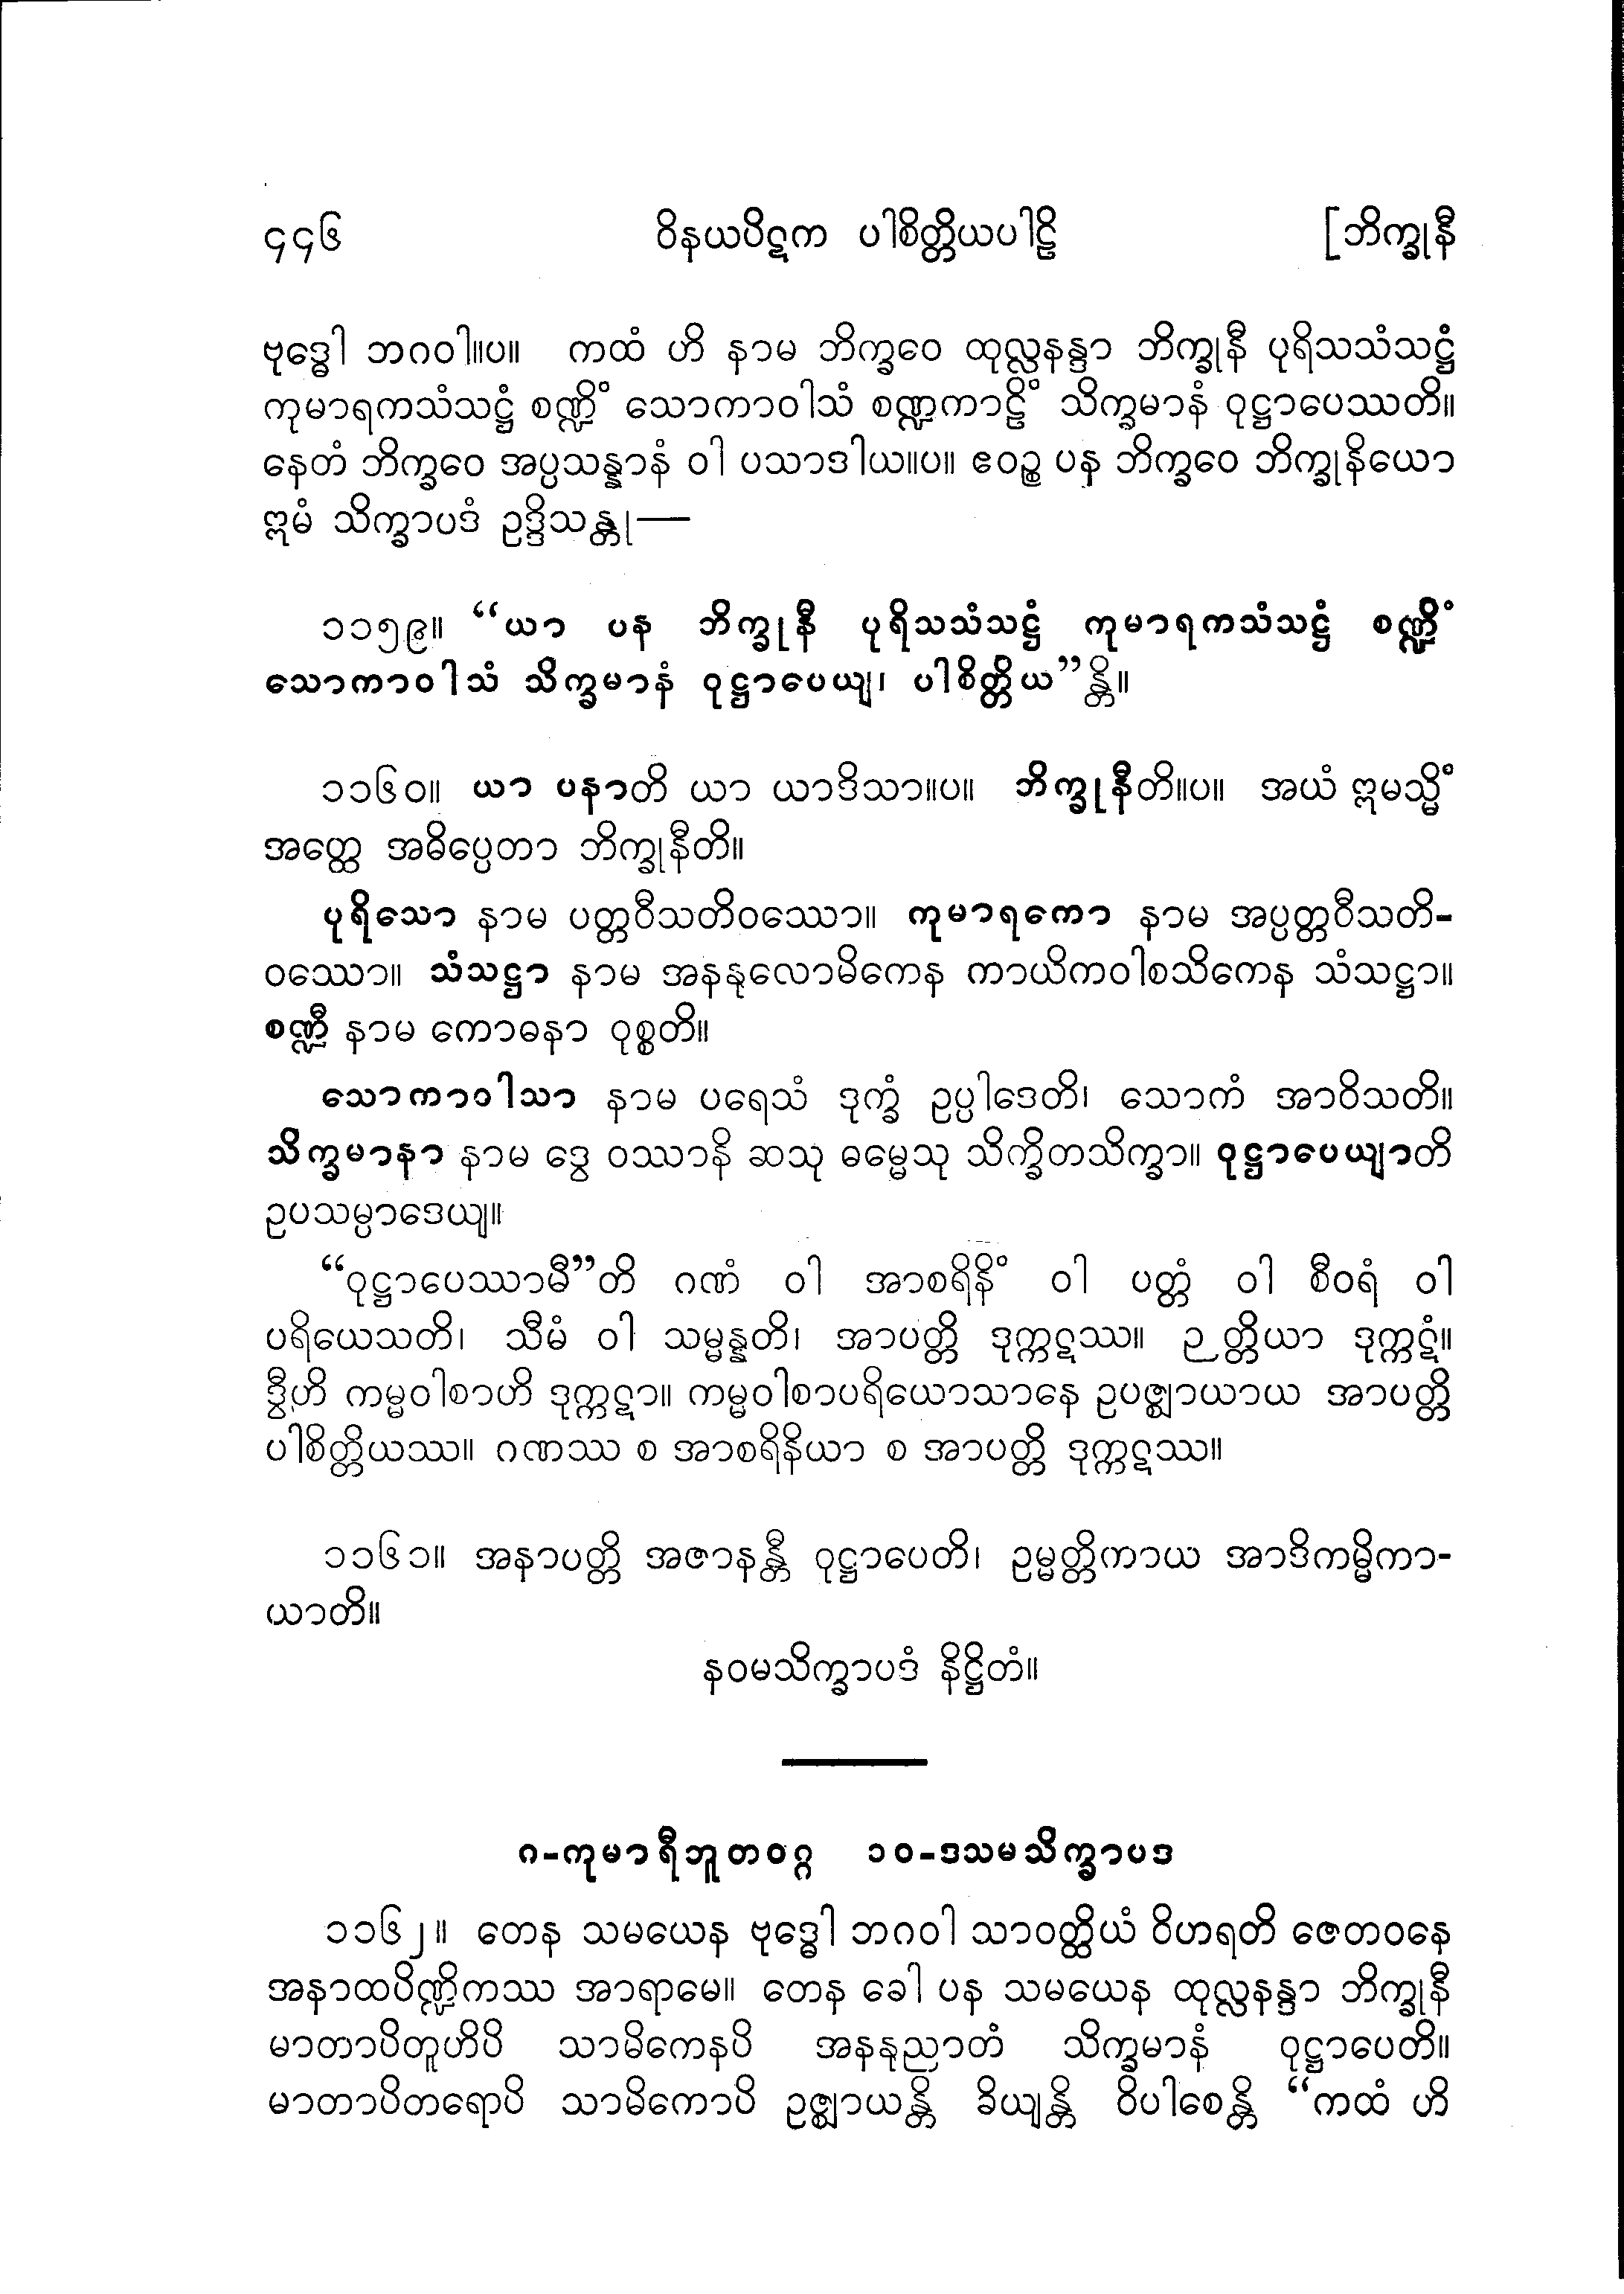 ၄၄၆ ဝိနယပိဋက ပါစိတ္တိယပါဠိ [ဘိက္ခုနီ
ဗုဒ္ဓေါ ဘဂဝါ။ပ။ ကထံ ဟိ နာမ ဘိက္ခဝေ ထုလ္လနန္ဒာ ဘိက္ခုနီ ပုရိသသံသဋ္ဌံ
ကုမာရကသံသဋ္ဌံ စဏ္ဍိံ သောကာဝါသံ စဏ္ဍကာဠိံ သိက္ခမာနံ ဝုဋ္ဌာပေဿတိ။
နေတံ ဘိက္ခဝေ အပ္ပသန္နာနံ ဝါ ပသာဒါယ။ပ။ ဧဝဉ္စ ပန ဘိက္ခဝေ ဘိက္ခုနိယော
ဣမံ သိက္ခာပဒံ ဥဒ္ဒိသန္တု—
၁၁၅၉။ “ယာ ပန ဘိက္ခုနီ ပုရိသသံသဋ္ဌံ ကုမာရကသံသဋ္ဌံ စဏ္ဍိံ
သောကာဝါသံ သိက္ခမာနံ ဝုဋ္ဌာပေယျ၊ ပါစိတ္တိယ”န္တိ။
၁၁၆၀။ ယာ ပနာတိ ယာ ယာဒိသာ။ပ။ ဘိက္ခုနီတိ။ပ။ အယံ ဣမသ္မိံ
အတ္ထေ အဓိပ္ပေတာ ဘိက္ခုနီတိ။
ပုရိသော နာမ ပတ္တဝီသတိဝဿော။ ကုမာရကော နာမ အပ္ပတ္တဝီသတိ-
ဝဿော။ သံသဋ္ဌာ နာမ အနနုလောမိကေန ကာယိကဝါစသိကေန သံသဋ္ဌာ။
စဏ္ဍီ နာမ ကောဓနာ ဝုစ္စတိ။
သောကာဝါသာ နာမ ပရေသံ ဒုက္ခံ ဥပ္ပါဒေတိ၊ သောကံ အာဝိသတိ။
သိက္ခမာနာ နာမ ဒွေ ဝဿာနိ ဆသု ဓမ္မေသု သိက္ခိတသိက္ခာ။ ဝုဋ္ဌာပေယျာတိ
ဥပသမ္ပာဒေယျ။
“ဝုဋ္ဌာပေဿာမီ”တိ ဂဏံ ဝါ အာစရိနိံ ဝါ ပတ္တံ ဝါ စီဝရံ ဝါ
ပရိယေသတိ၊ သီမံ ဝါ သမ္မန္နတိ၊ အာပတ္တိ ဒုက္ကဋဿ။ ဉတ္တိယာ ဒုက္ကဋံ။
ဒွီဟိ ကမ္မဝါစာဟိ ဒုက္ကဋာ။ ကမ္မဝါစာပရိယောသာနေ ဥပဇ္ဈာယာယ အာပတ္တိ
ပါစိတ္တိယဿ။ ဂဏဿ စ အာစရိနိယာ စ အာပတ္တိ ဒုက္ကဋဿ။
၁၁၆၁။ အနာပတ္တိ အဇာနန္တီ ဝုဋ္ဌာပေတိ၊ ဥမ္မတ္တိကာယ အာဒိကမ္မိကာ-
ယာတိ။
နဝမသိက္ခာပဒံ နိဋ္ဌိတံ။
ဂ-ကုမာရီဘူတဝဂ္ဂ ၁၀-ဒသမသိက္ခာပဒ
၁၁၆၂။ တေန သမယေန ဗုဒ္ဓေါ ဘဂဝါ သာဝတ္ထိယံ ဝိဟရတိ ဇေတဝနေ
အနာထပိဏ္ဍိကဿ အာရာမေ။ တေန ခေါ ပန သမယေန ထုလ္လနန္ဒာ ဘိက္ခုနီ
မာတာပိတူဟိပိ သာမိကေနပိ အနနုညာတံ သိက္ခမာနံ ဝုဋ္ဌာပေတိ။
မာတာပိတရောပိ သာမိကောပိ ဥဇ္ဈာယန္တိ ခိယျန္တိ ဝိပါစေန္တိ “ကထံ ဟိ